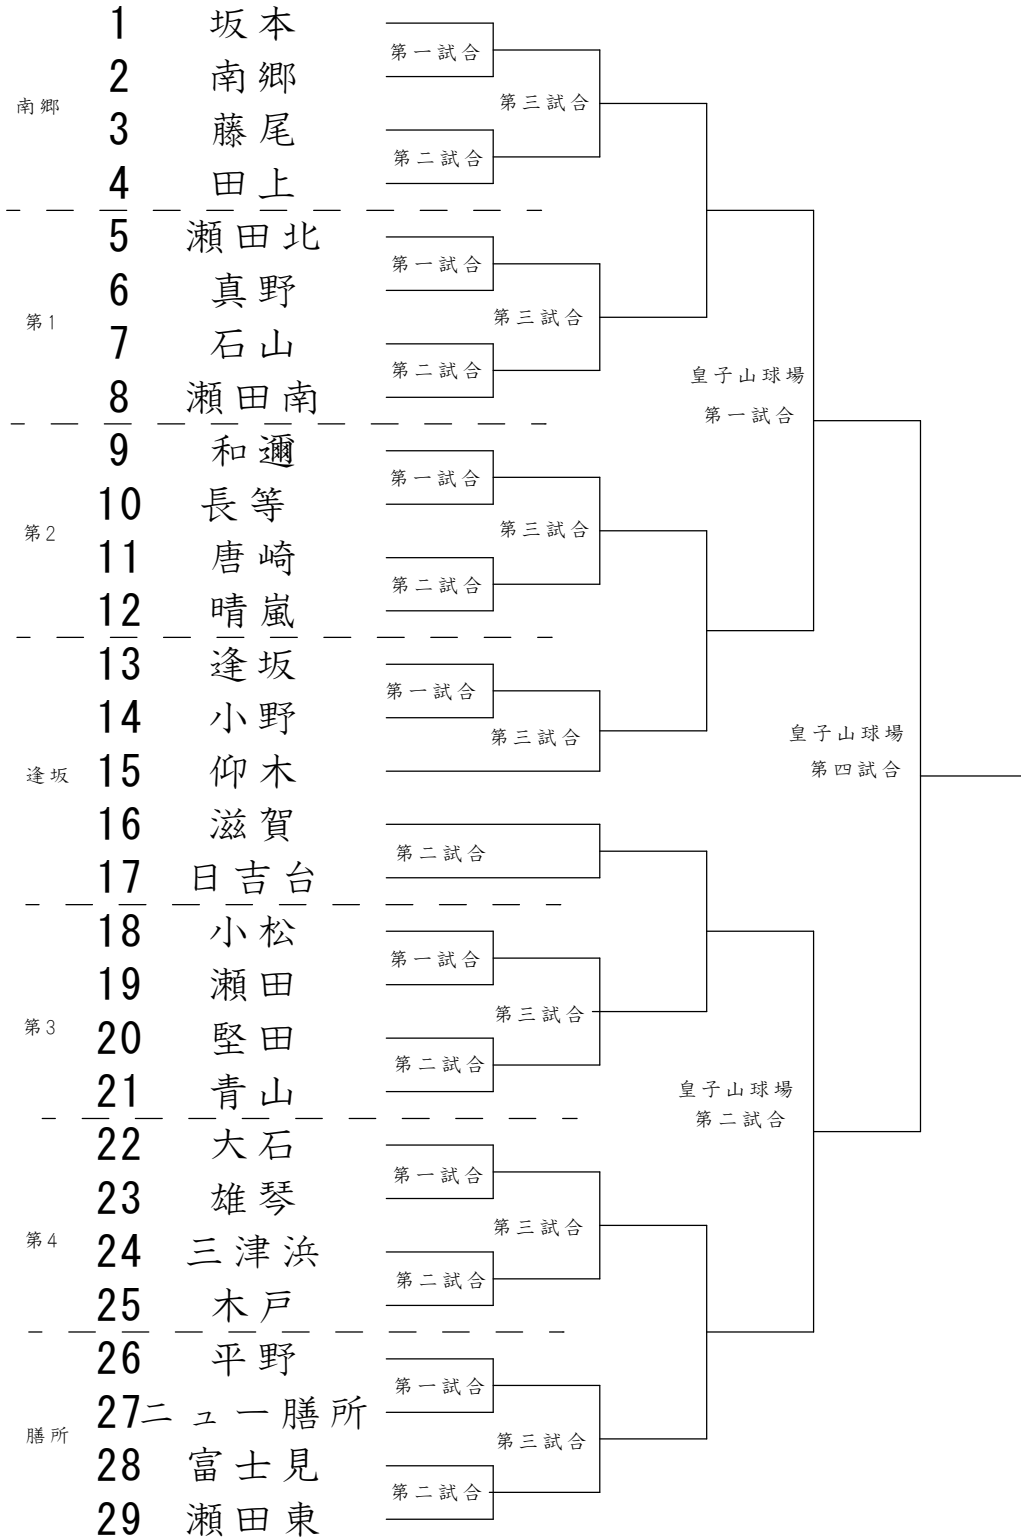 1 坂本
第一試合
2 南郷
南郷
第三試合
3 藤尾
第二試合
4 田上
5 瀬田北
第一試合
6 真野
第1
第三試合
7 石山
第二試合
皇子山球場
8 瀬田南
第一試合
9 和邇
第一試合
10 長等
第2
第三試合
11 唐崎
第二試合
12 晴嵐
13 逢坂
第一試合
14 小野
第三試合
皇子山球場
逢坂
15 仰木
第四試合
16 滋賀
第二試合
17 日吉台
18 小松
第一試合
19 瀬田
第三試合
第3
20 堅田
第二試合
21 青山
皇子山球場
第二試合
22 大石
第一試合
23 雄琴
第三試合
第4
24 三津浜
第二試合
25 木戸
26 平野
第一試合
27 ニュー膳所
膳所
第三試合
28 富士見
第二試合
29 瀬田東